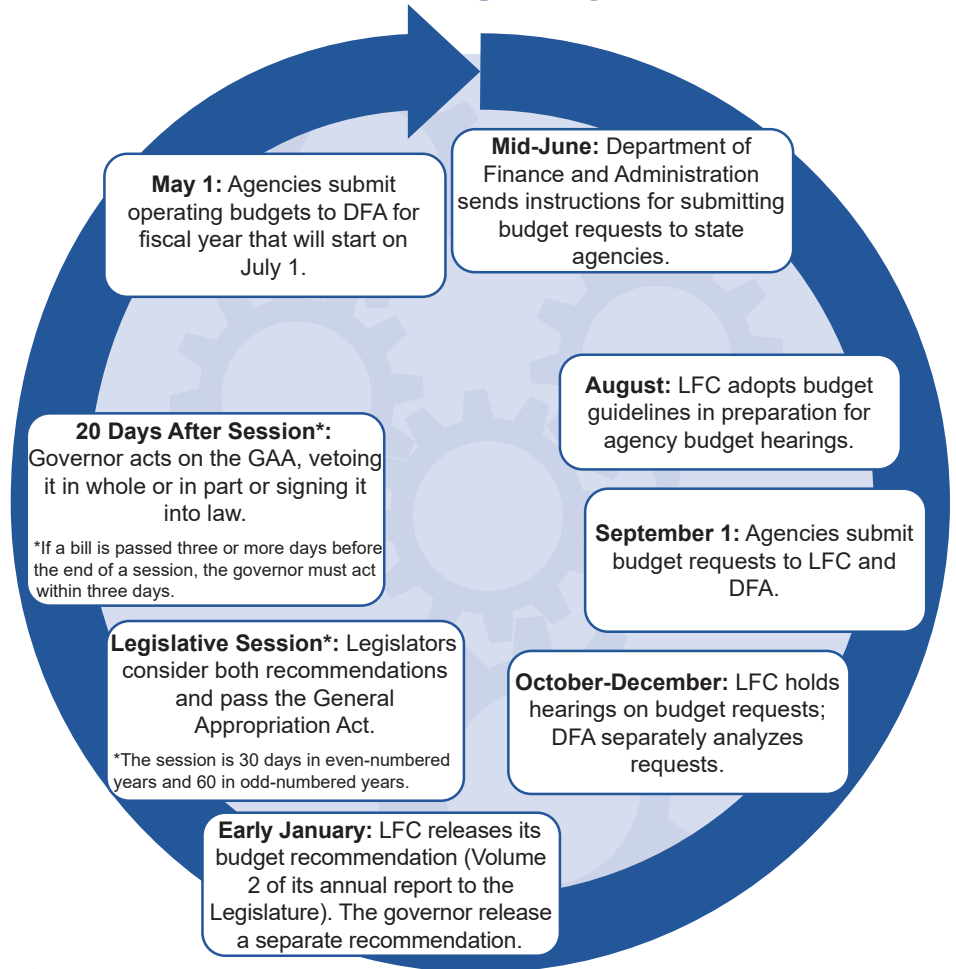 Mid-June: Department of
Finance and Administration
sends instructions for submitting
budget requests to state
agencies.
August: LFC adopts budget
guidelines in preparation for
agency budget hearings.
September 1: Agencies submit
budget requests to LFC and
DFA.
October-December: LFC holds
hearings on budget requests;
DFA separately analyzes
requests.
Early January: LFC releases its
budget recommendation (Volume
2 of its annual report to the
Legislature). The governor release
a separate recommendation.
Legislative Session*: Legislators
consider both recommendations
and pass the General
Appropriation Act.
*The session is 30 days in even-numbered
years and 60 in odd-numbered years.
20 Days After Session*:
Governor acts on the GAA, vetoing
it in whole or in part or signing it
into law.
*If a bill is passed three or more days before
the end of a session, the governor must act
within three days.
May 1: Agencies submit
operating budgets to DFA for
fiscal year that will start on
July 1.